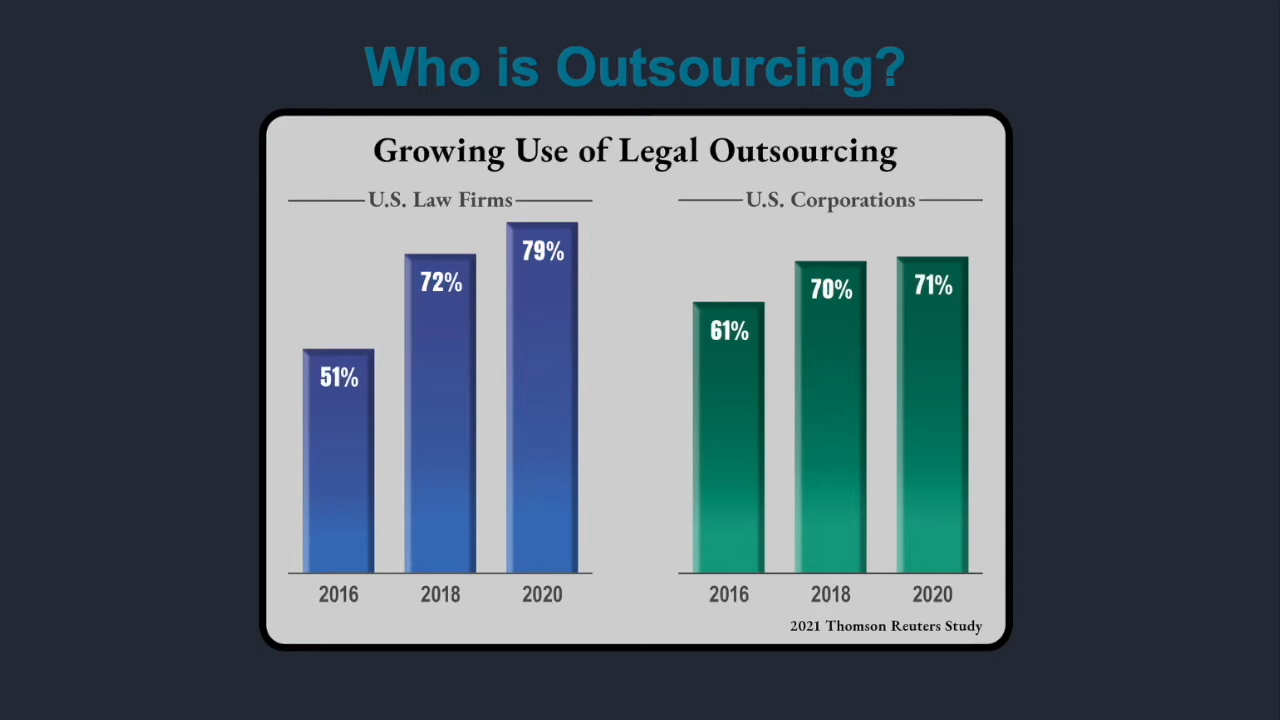 Who is Outsourcing?
Growing Use of Legal Outsourcing
U.S. Law Firms
51%
72%
79%
2016 2018 2020
U.S. Corporations
61%
70%
71%
2016 2018 2020
2021 Thomson Reuters Study